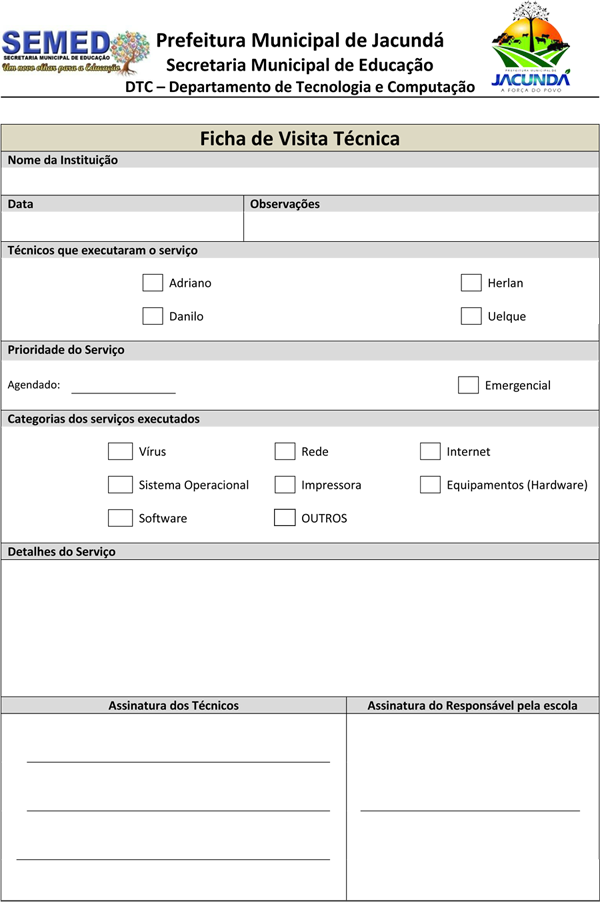 SEMED
SECRETARIA MUNICIPAL DE EDUCAÇÃO
Um novo olhar para a Educação
Prefeitura Municipal de Jacundá
Secretaria Municipal de Educação
DTC – Departamento de Tecnologia e Computação
PREFEITURA MUNICIPAL DE
JACUNDÁ
A FORÇA DO POVO
Ficha de Visita Técnica
Nome da Instituição
Data Observações
Técnicos que executaram o serviço
Adriano Herlan
Danilo Uelque
Prioridade do Serviço
Agendado: Emergencial
Categorias dos serviços executados
Vírus Rede Internet
Sistema Operacional Impressora Equipamentos (Hardware)
Software OUTROS
Detalhes do Serviço
Assinatura dos Técnicos Assinatura do Responsável pela escola